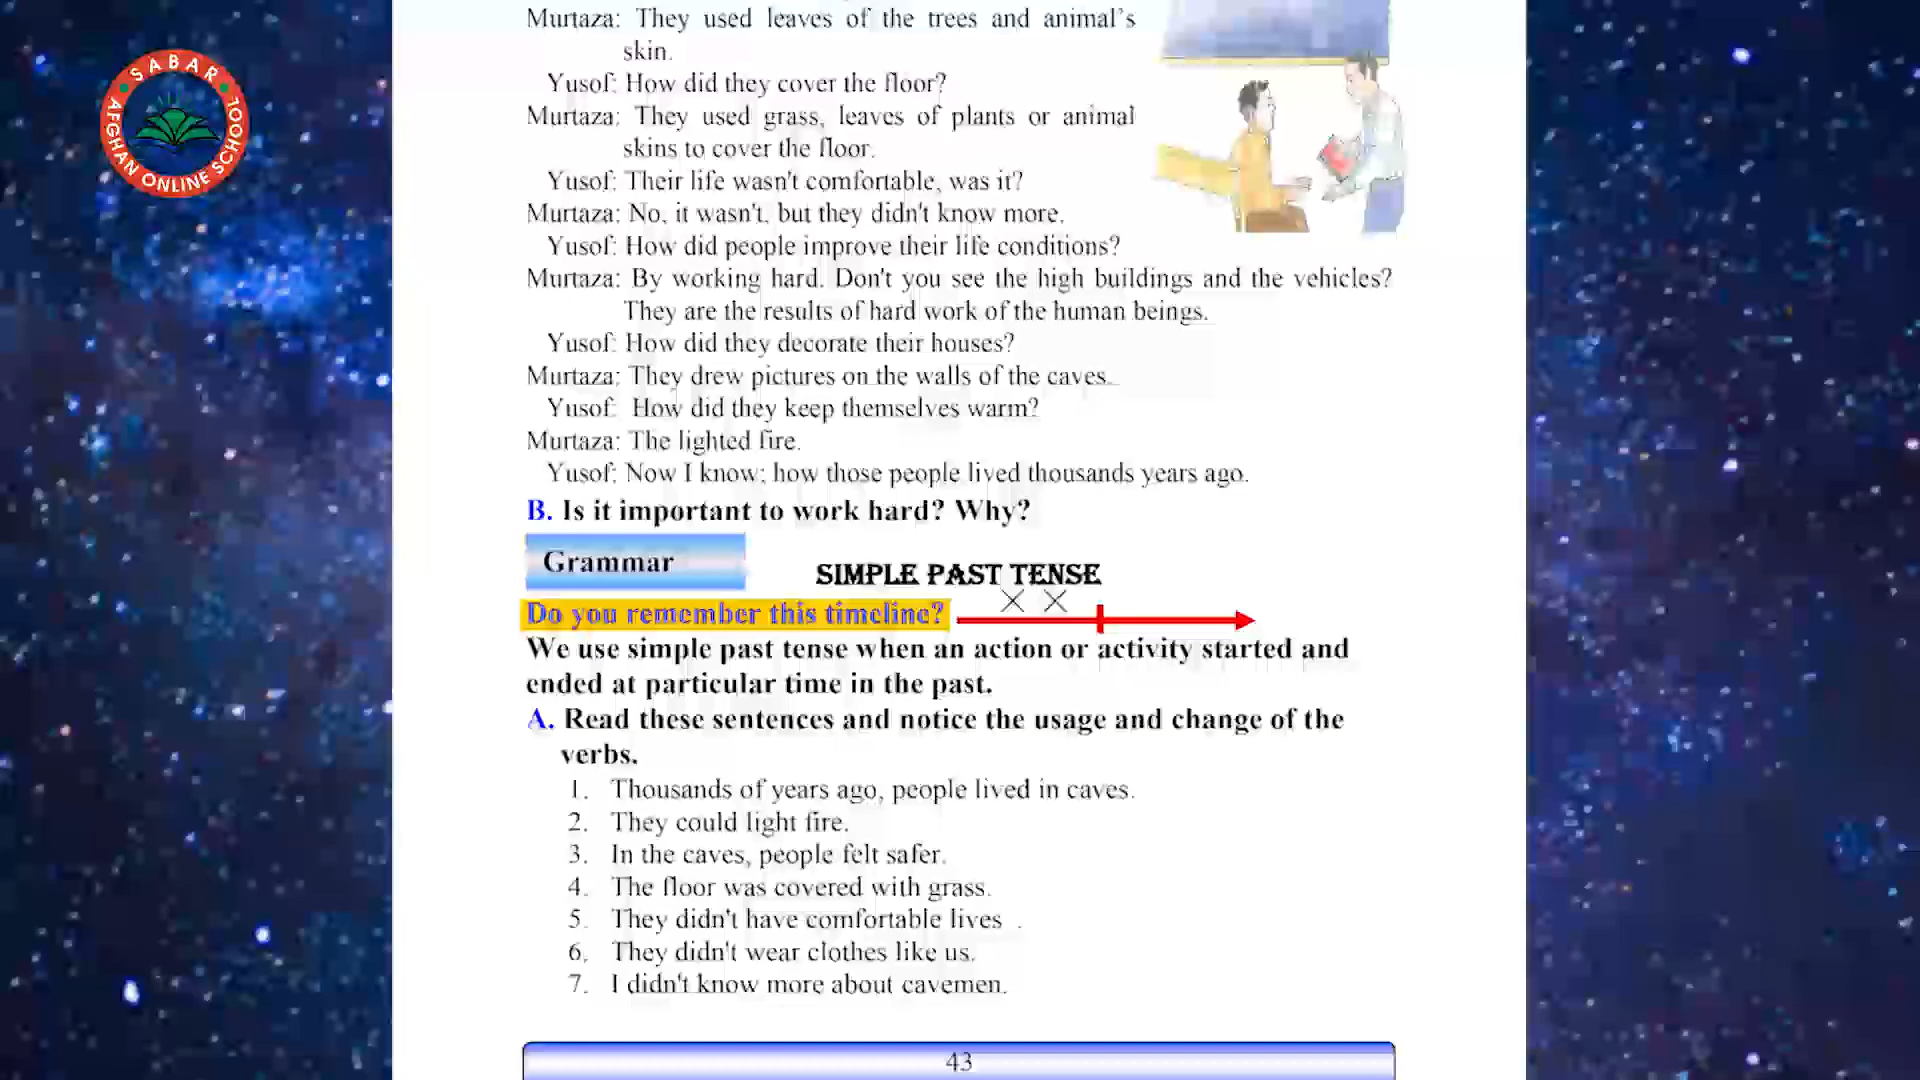 SABAR
AFGHAN ONLINE SCHOOL
Murtaza: They used leaves of the trees and animal's
skin.
Yusof: How did they cover the floor?
Murtaza: They used grass, leaves of plants or animal
skins to cover the floor.
Yusof: Their life wasn't comfortable, was it?
Murtaza: No, it wasn't, but they didn't know more.
Yusof: How did people improve their life conditions?
Murtaza: By working hard. Don't you see the high buildings and the vehicles?
They are the results of hard work of the human beings.
Yusof: How did they decorate their houses?
Murtaza: They drew pictures on the walls of the caves.
Yusof: How did they keep themselves warm?
Murtaza: The lighted fire.
Yusof: Now I know; how those people lived thousands years ago.
B. Is it important to work hard? Why?
Grammar
SIMPLE PAST TENSE
Do you remember this timeline?
We use simple past tense when an action or activity started and
ended at particular time in the past.
A. Read these sentences and notice the usage and change of the
verbs.
1. Thousands of years ago, people lived in caves.
2. They could light fire.
3. In the caves, people felt safer.
4. The floor was covered with grass.
5. They didn't have comfortable lives .
6. They didn't wear clothes like us.
7. I didn't know more about cavemen.
43